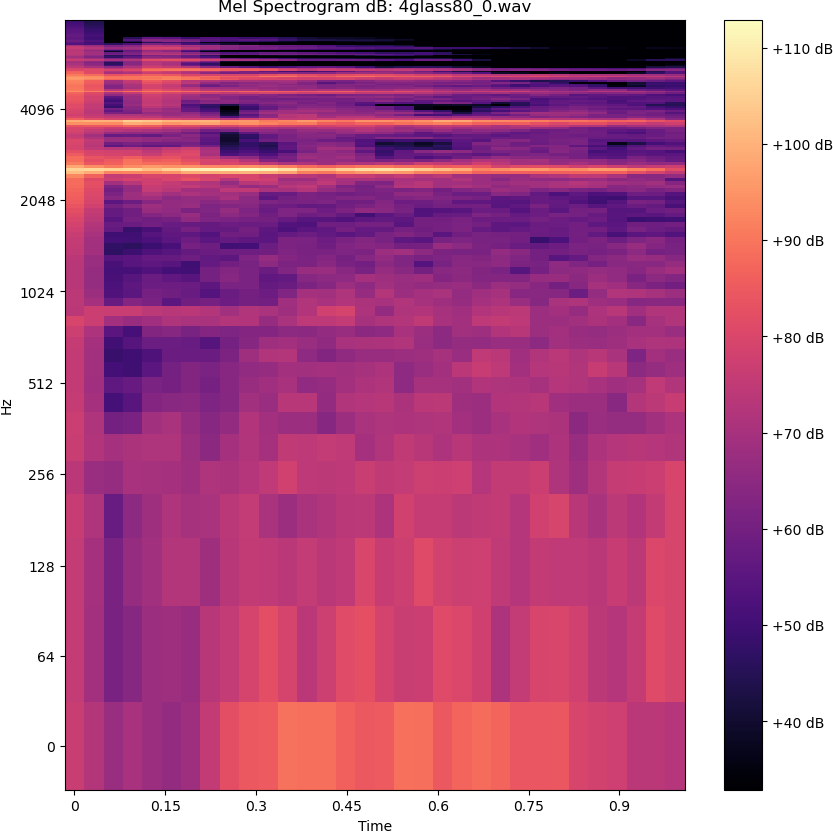 Mel Spectrogram dB: 4glass80_0.wav
+110 dB
4096
+100 dB
2048
+90 dB
1024
+80 dB
512
Hz
+70 dB
256
+60 dB
128
+50 dB
64
+40 dB
0
0 0.15 0.3 0.45 0.6 0.75 0.9
Time